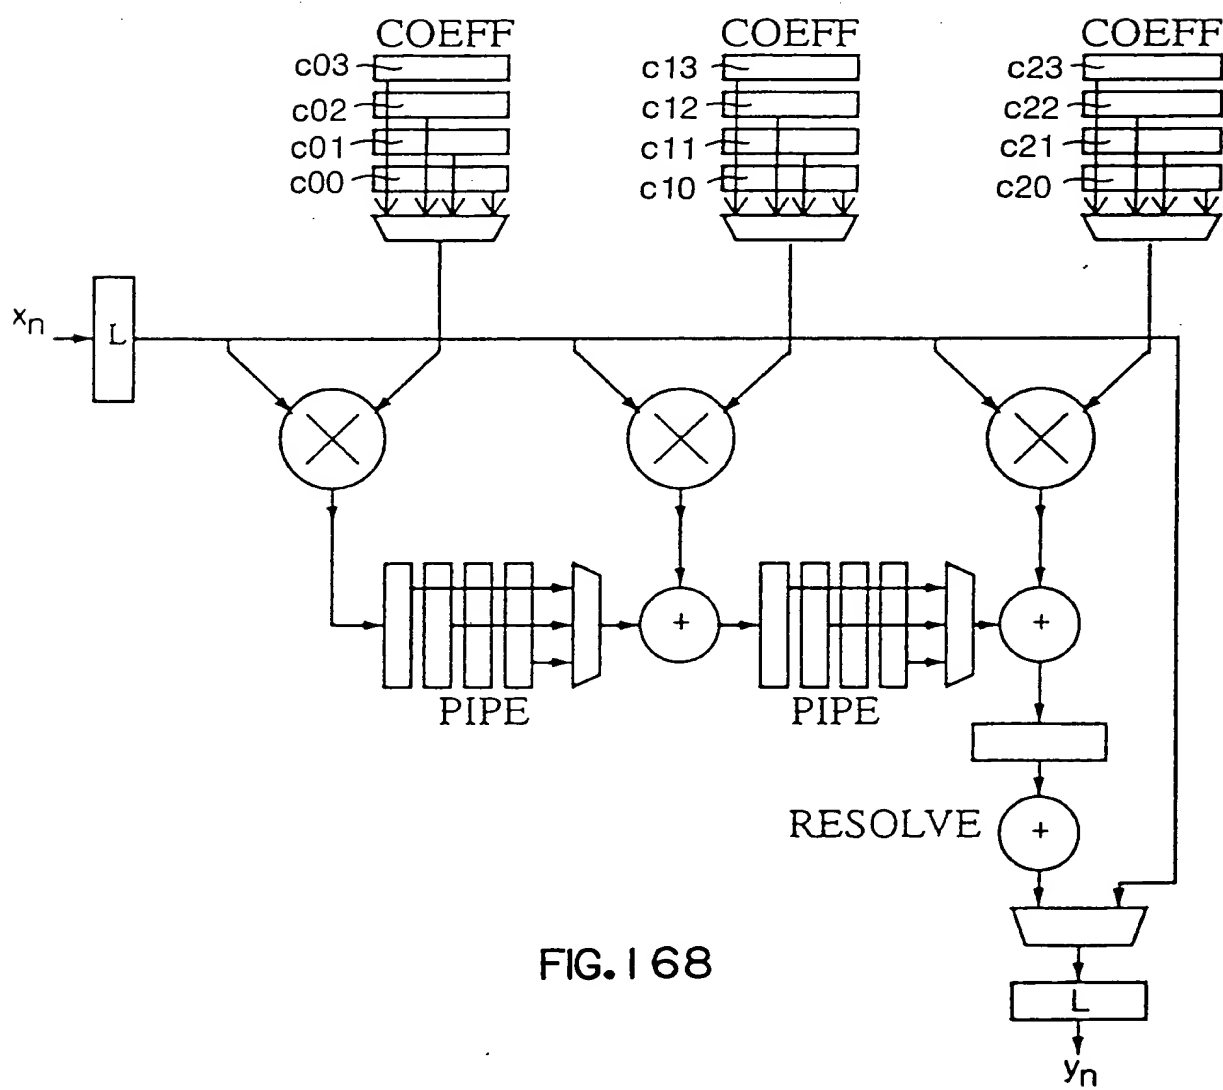 COEFF COEFF COEFF
c03 c13 c23
c02 c12 c22
c01 c11 c21
c00 c10 c20
xn
L
+ +
PIPE PIPE
RESOLVE +
FIG.168
L
yn